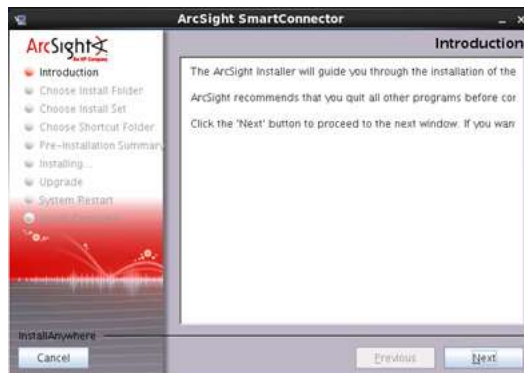 ArcSight SmartConnector
ArcSight
An HP Company
Introduction
Introduction
Choose Install Folder
Choose Install Set
Choose Shortcut Folder
Pre-Installation Summary
Installing...
Upgrade
System Restart
The ArcSight Installer will guide you through the installation of the
ArcSight recommends that you quit all other programs before cor
Click the 'Next' button to proceed to the next window. If you wan
InstallAnywhere
Cancel
Previous
Next